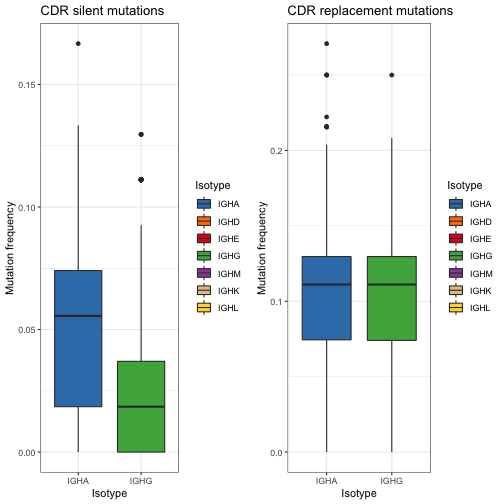 CDR silent mutations
Mutation frequency
0.15
0.10
0.05
0.00
IGHA
IGHG
Isotype
Isotype
IGHA
IGHD
IGHE
IGHG
IGHM
IGHK
IGHL
CDR replacement mutations
Mutation frequency
0.2
0.1
0.0
IGHA
IGHG
Isotype
Isotype
IGHA
IGHD
IGHE
IGHG
IGHM
IGHK
IGHL